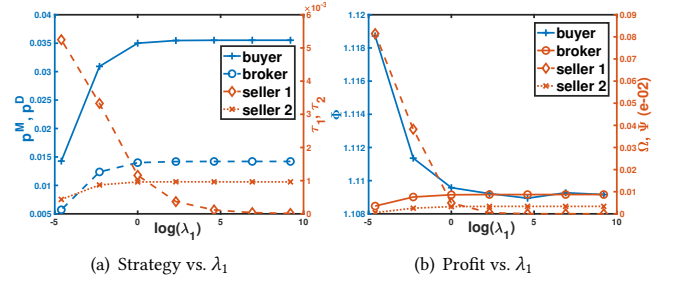 0.04
0.035
0.03
0.025
0.02
0.015
0.01
0.005
p^M, p^D
6 ×10^-3
5
4
3
2
1
0
τ1, τ2
buyer
broker
seller 1
seller 2
-5 0 5 10
log(λ1)
(a) Strategy vs. λ1
1.12
1.118
1.116
1.114
1.112
1.11
1.108
Φ
0.09
0.08
0.07
0.06
0.05
0.04
0.03
0.02
0.01
0
Ω, Ψ (e-02)
buyer
broker
seller 1
seller 2
-5 0 5 10
log(λ1)
(b) Profit vs. λ1